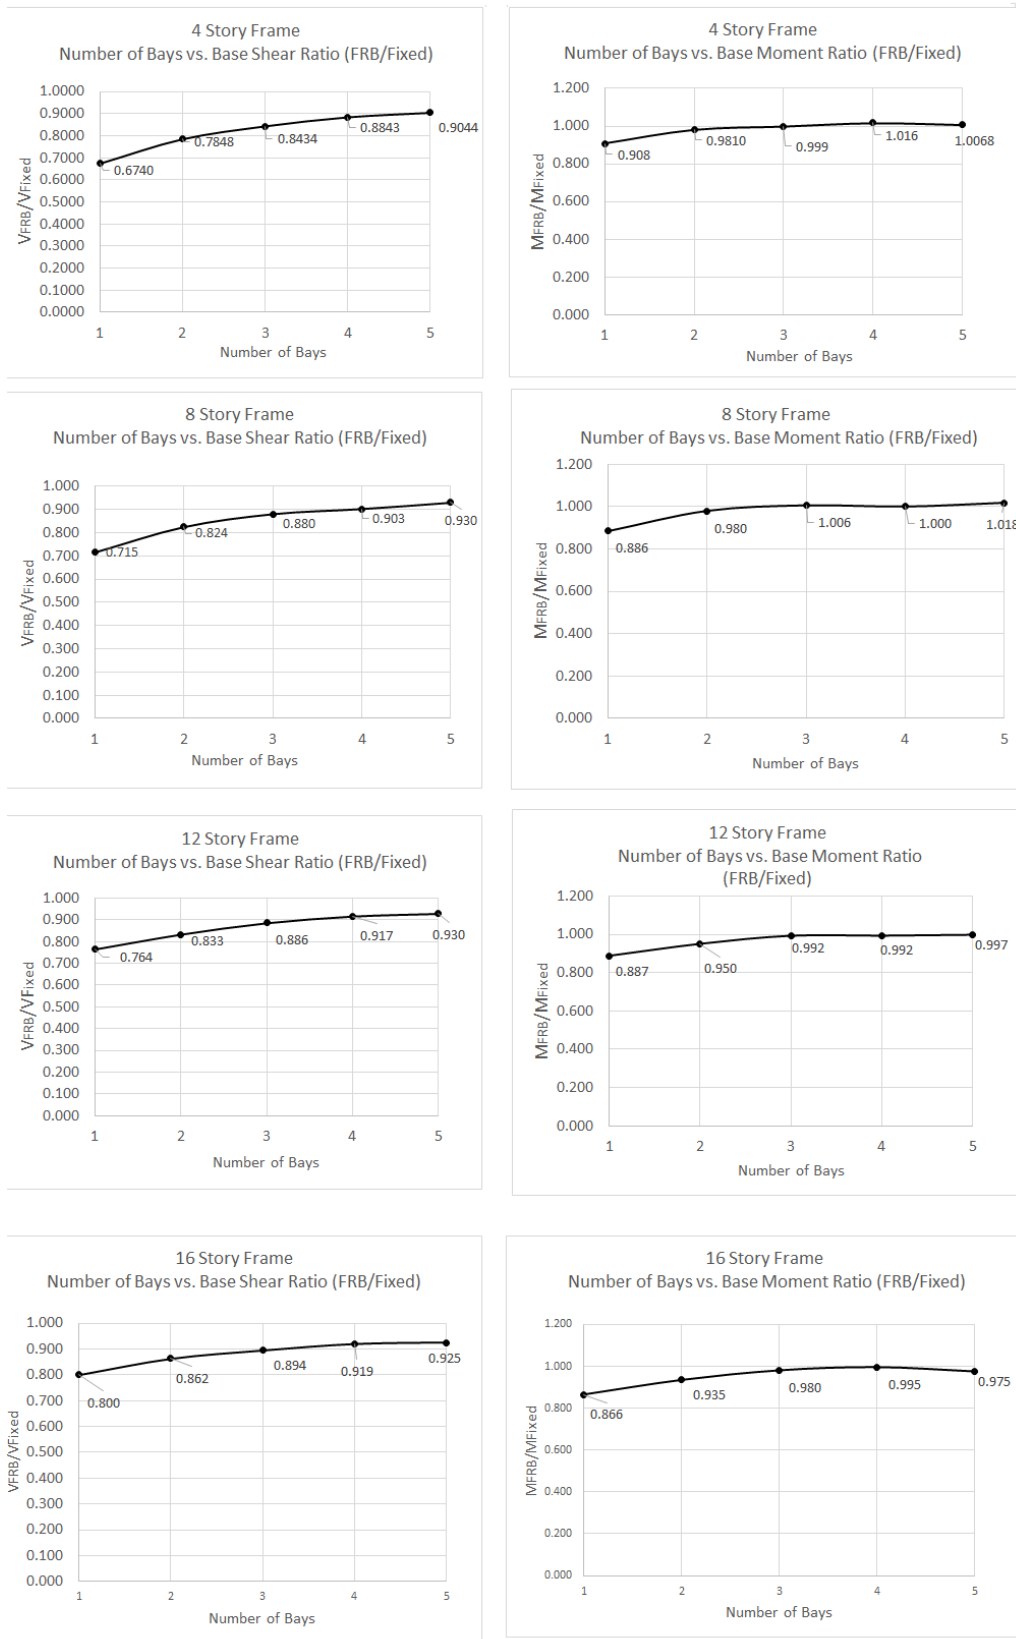 4 Story Frame
Number of Bays vs. Base Shear Ratio (FRB/Fixed)
1.0000
0.9000
0.8000
0.7000
0.6000
0.5000
0.4000
0.3000
0.2000
0.1000
0.0000
VFRB/VFixed
0.6740
0.7848
0.8434
0.8843
0.9044
1 2 3 4 5
Number of Bays
4 Story Frame
Number of Bays vs. Base Moment Ratio (FRB/Fixed)
1.200
1.000
0.800
0.600
0.400
0.200
0.000
MFRB/MFixed
0.908
0.9810
0.999
1.016
1.0068
1 2 3 4 5
Number of Bays
8 Story Frame
Number of Bays vs. Base Shear Ratio (FRB/Fixed)
1.000
0.900
0.800
0.700
0.600
0.500
0.400
0.300
0.200
0.100
0.000
VFRB/VFixed
0.715
0.824
0.880
0.903
0.930
1 2 3 4 5
Number of Bays
8 Story Frame
Number of Bays vs. Base Moment Ratio (FRB/Fixed)
1.200
1.000
0.800
0.600
0.400
0.200
0.000
MFRB/MFixed
0.886
0.980
1.006
1.000
1.018
1 2 3 4 5
Number of Bays
12 Story Frame
Number of Bays vs. Base Shear Ratio (FRB/Fixed)
1.000
0.900
0.800
0.700
0.600
0.500
0.400
0.300
0.200
0.100
0.000
VFRB/VFixed
0.764
0.833
0.886
0.917
0.930
1 2 3 4 5
Number of Bays
12 Story Frame
Number of Bays vs. Base Moment Ratio
(FRB/Fixed)
1.200
1.000
0.800
0.600
0.400
0.200
0.000
MFRB/MFixed
0.887
0.950
0.992
0.992
0.997
1 2 3 4 5
Number of Bays
16 Story Frame
Number of Bays vs. Base Shear Ratio (FRB/Fixed)
1.000
0.900
0.800
0.700
0.600
0.500
0.400
0.300
0.200
0.100
0.000
VFRB/VFixed
0.800
0.862
0.894
0.919
0.925
1 2 3 4 5
Number of Bays
16 Story Frame
Number of Bays vs. Base Moment Ratio (FRB/Fixed)
1.200
1.000
0.800
0.600
0.400
0.200
0.000
MFRB/MFixed
0.866
0.935
0.980
0.995
0.975
1 2 3 4 5
Number of Bays